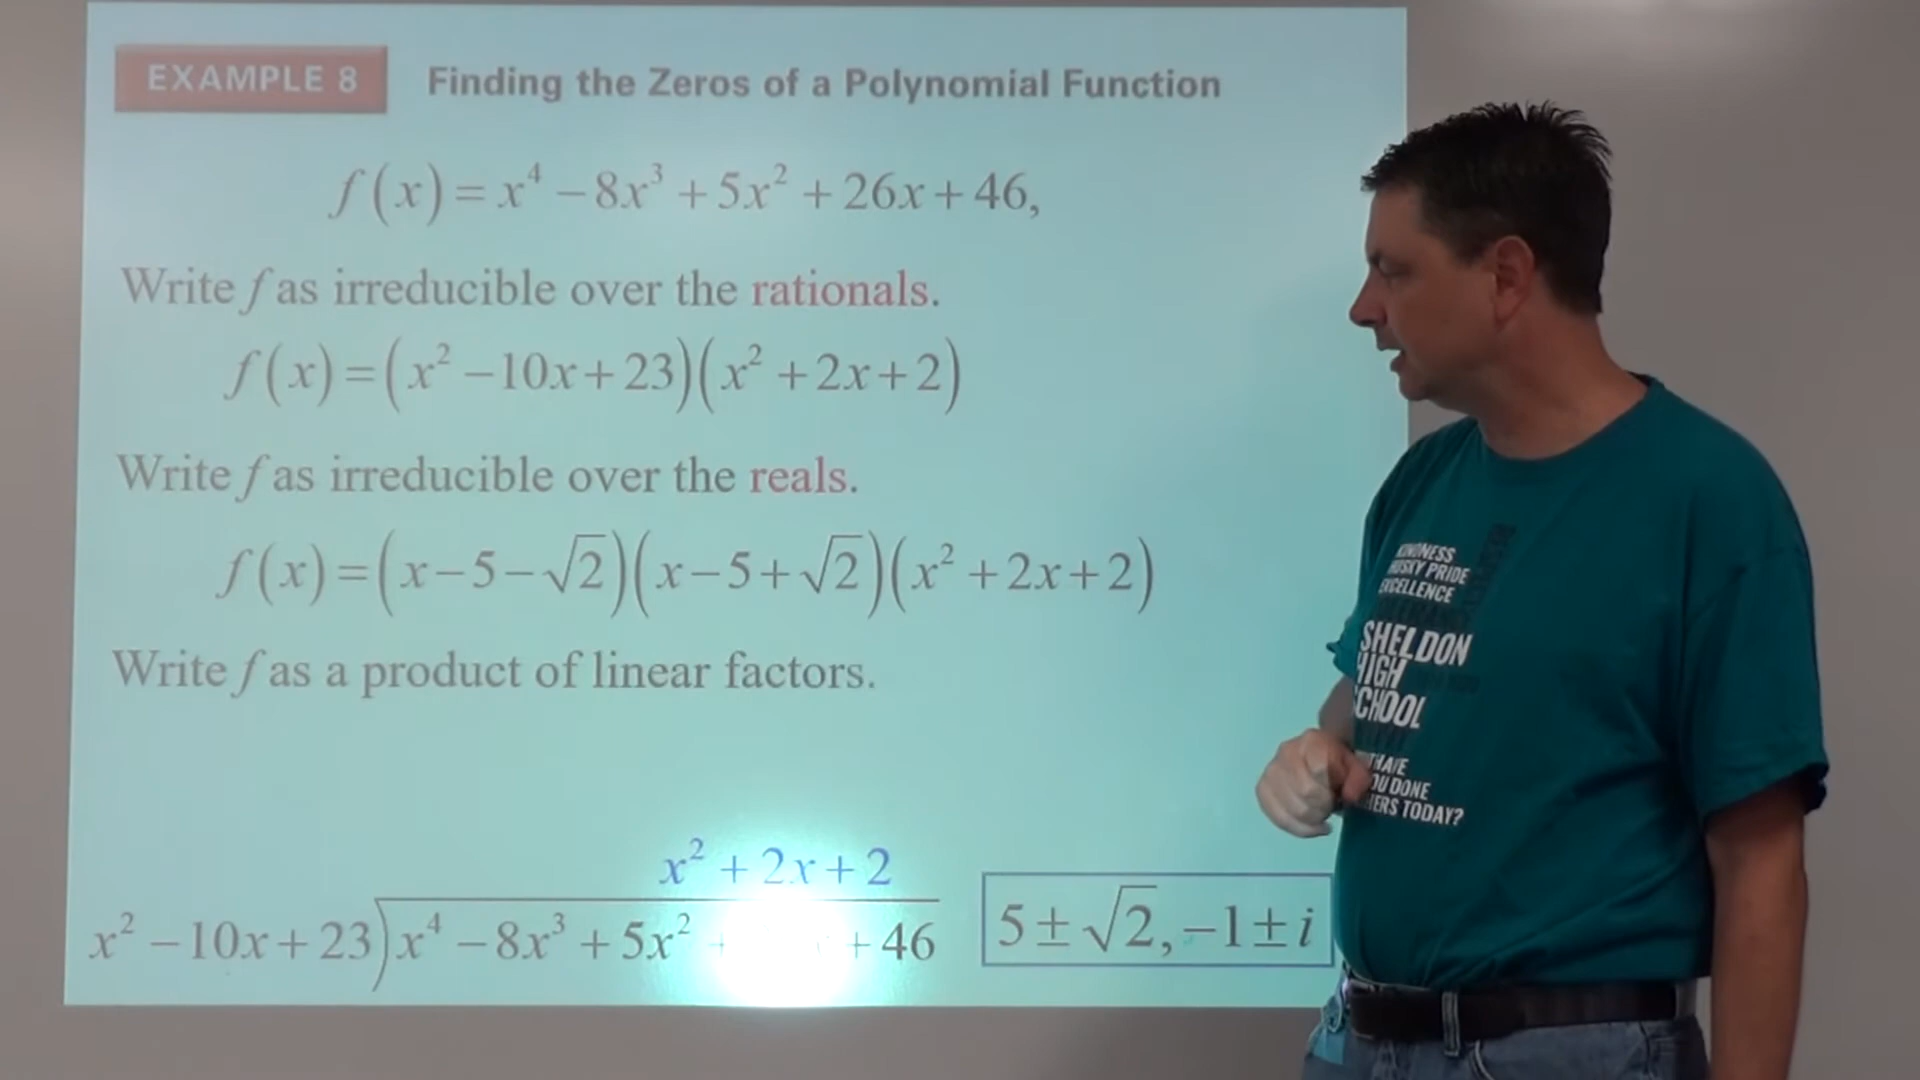 EXAMPLE 8 Finding the Zeros of a Polynomial Function
f(x) = x⁴ − 8x³ + 5x² + 26x + 46,
Write f as irreducible over the rationals.
f(x) = (x² − 10x + 23)(x² + 2x + 2)
Write f as irreducible over the reals.
f(x) = (x − 5 − √2)(x − 5 + √2)(x² + 2x + 2)
Write f as a product of linear factors.
x² + 2x + 2
x² − 10x + 23)x⁴ − 8x³ + 5x² + 46
5 ± √2, −1 ± i
KINDNESS
HUSKY PRIDE
EXCELLENCE
SHELDON
HIGH
SCHOOL
HAVE
OU DONE
HERS TODAY?